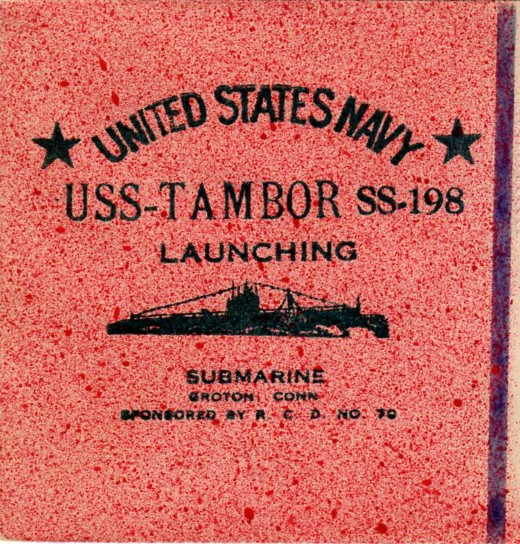 UNITED STATES NAVY
USS-TAMBOR SS-198
LAUNCHING
SUBMARINE
GROTON, CONN
SPONSORED BY R. C. D. NO. 70